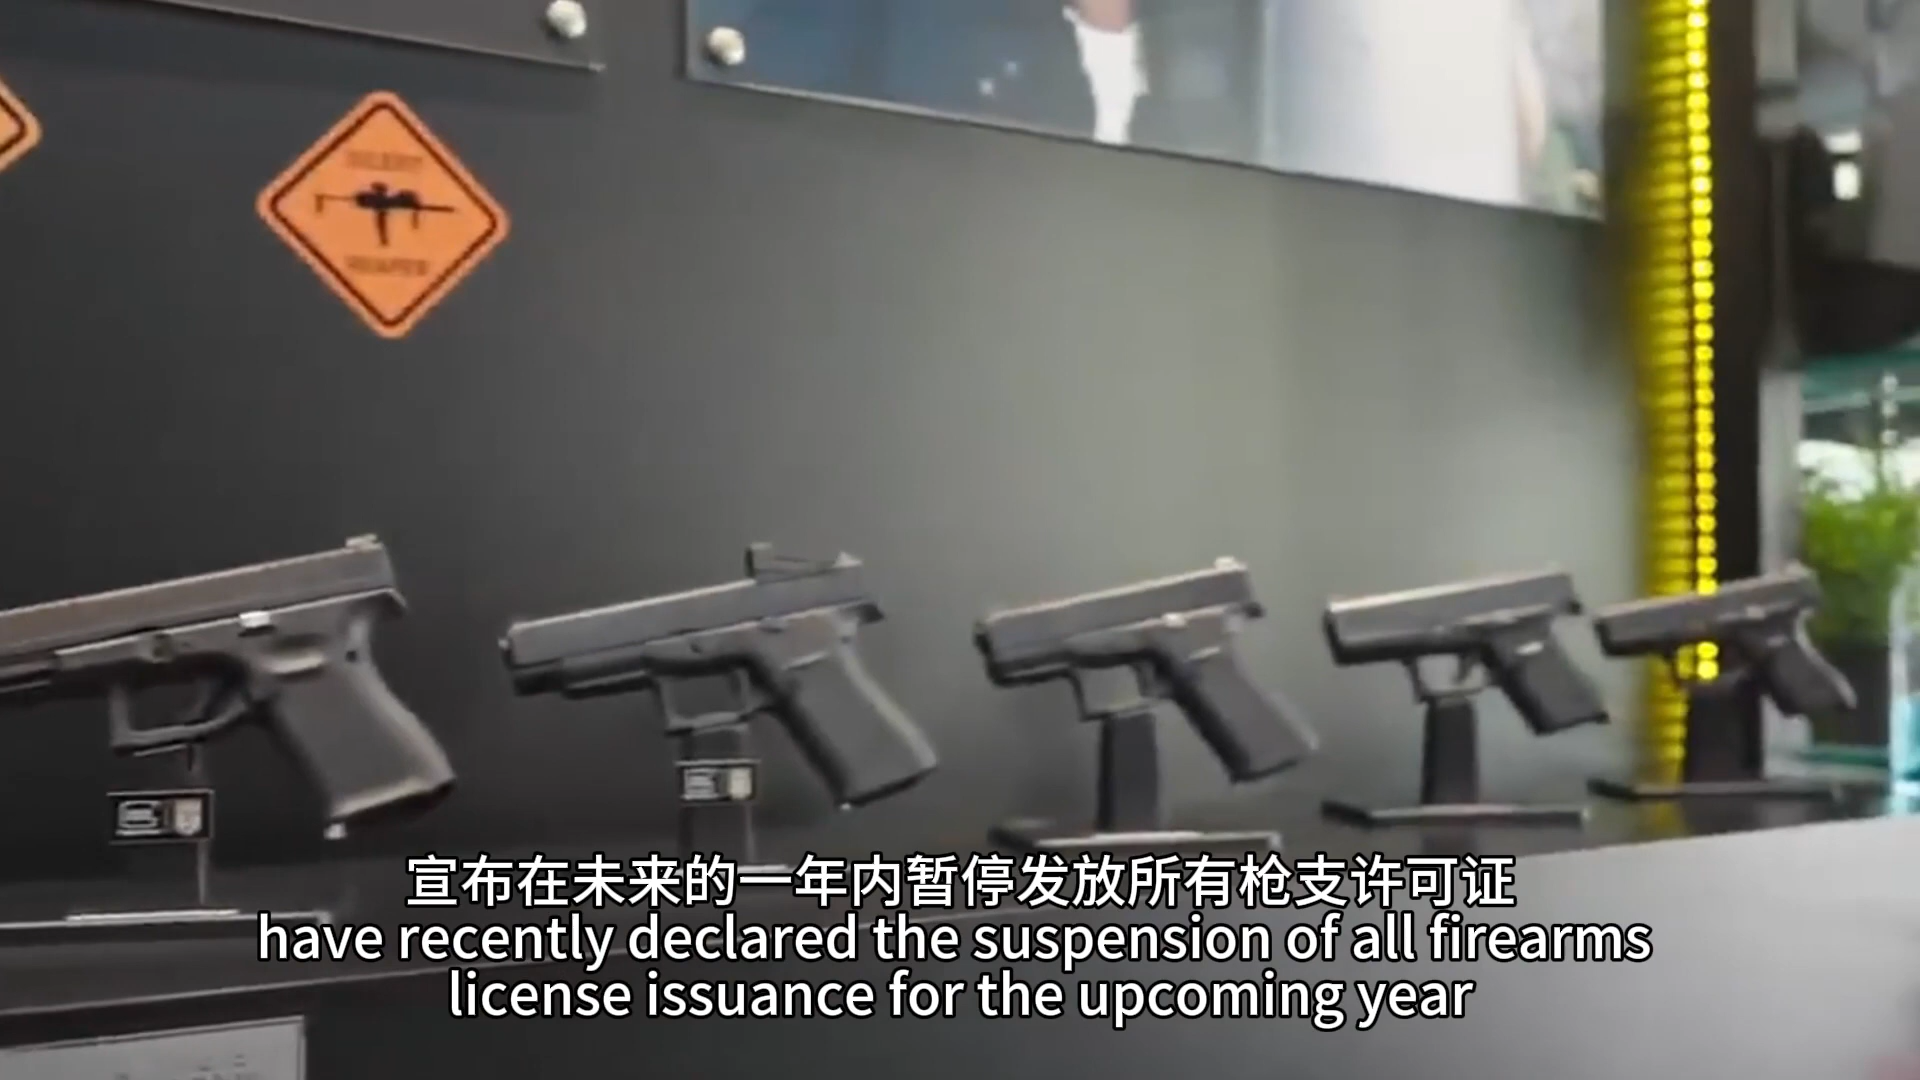 宣布在未来的一年内暂停发放所有枪支许可证
have recently declared the suspension of all firearms
license issuance for the upcoming year